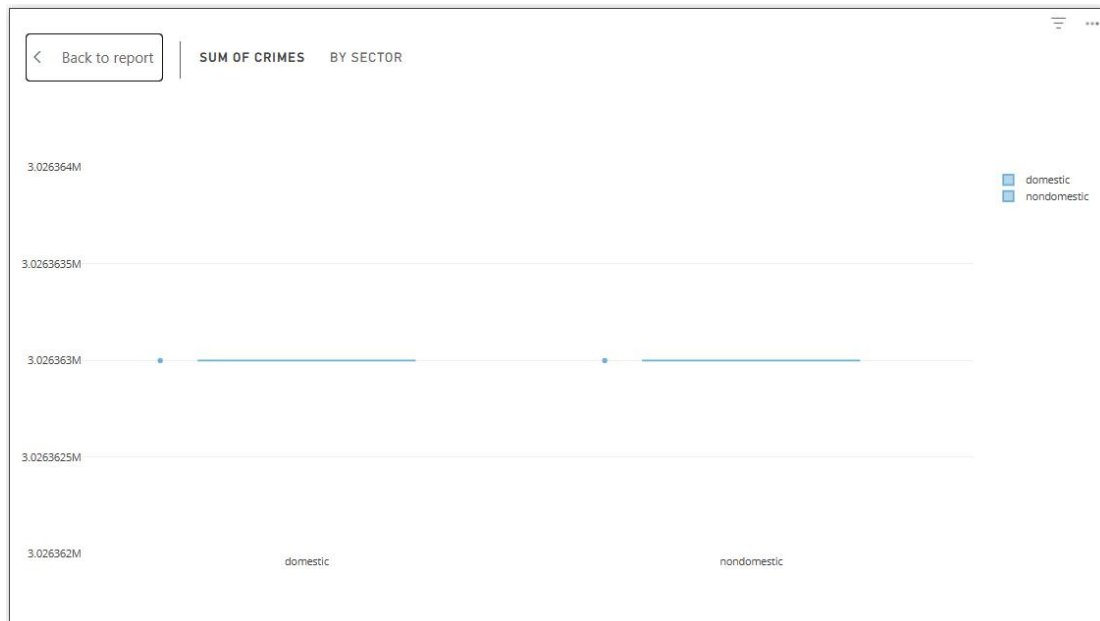 Back to report
SUM OF CRIMES BY SECTOR
3.026364M
domestic
nondomestic
3.0263635M
3.026363M
3.0263625M
3.026362M
domestic nondomestic